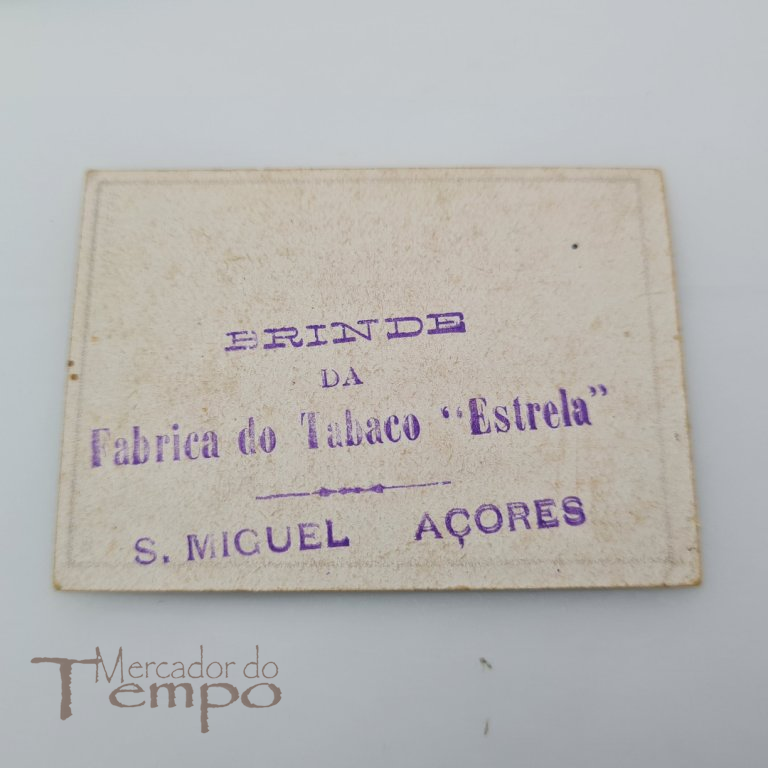 BRINDE
DA
Fabrica do Tabaco "Estrela"
S. MIGUEL AÇORES
Mercador do
Tempo